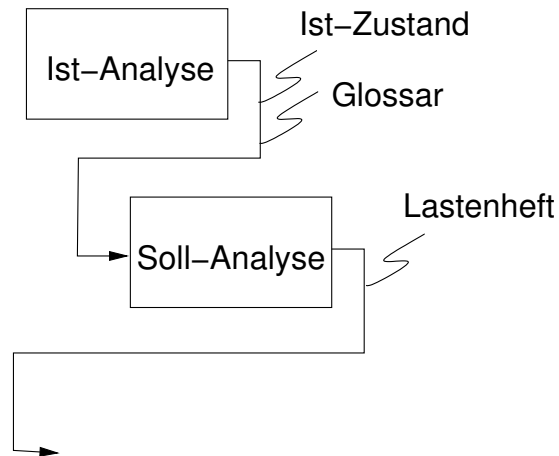 Ist–Zustand
Ist–Analyse
Glossar
Lastenheft
Soll–Analyse